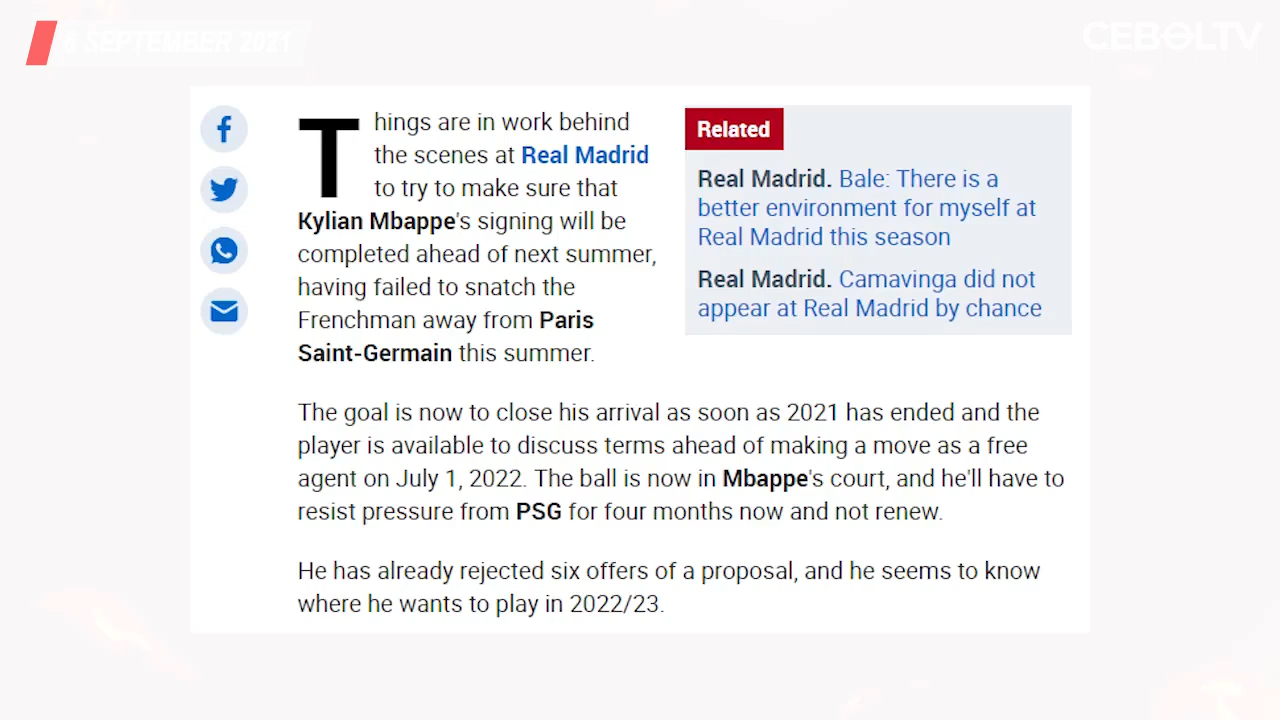 6 SEPTEMBER 2021
CEBOLTV
Things are in work behind
the scenes at Real Madrid
to try to make sure that
Kylian Mbappe's signing will be
completed ahead of next summer,
having failed to snatch the
Frenchman away from Paris
Saint-Germain this summer.
Related
Real Madrid. Bale: There is a
better environment for myself at
Real Madrid this season
Real Madrid. Camavinga did not
appear at Real Madrid by chance
The goal is now to close his arrival as soon as 2021 has ended and the
player is available to discuss terms ahead of making a move as a free
agent on July 1, 2022. The ball is now in Mbappe's court, and he'll have to
resist pressure from PSG for four months now and not renew.
He has already rejected six offers of a proposal, and he seems to know
where he wants to play in 2022/23.